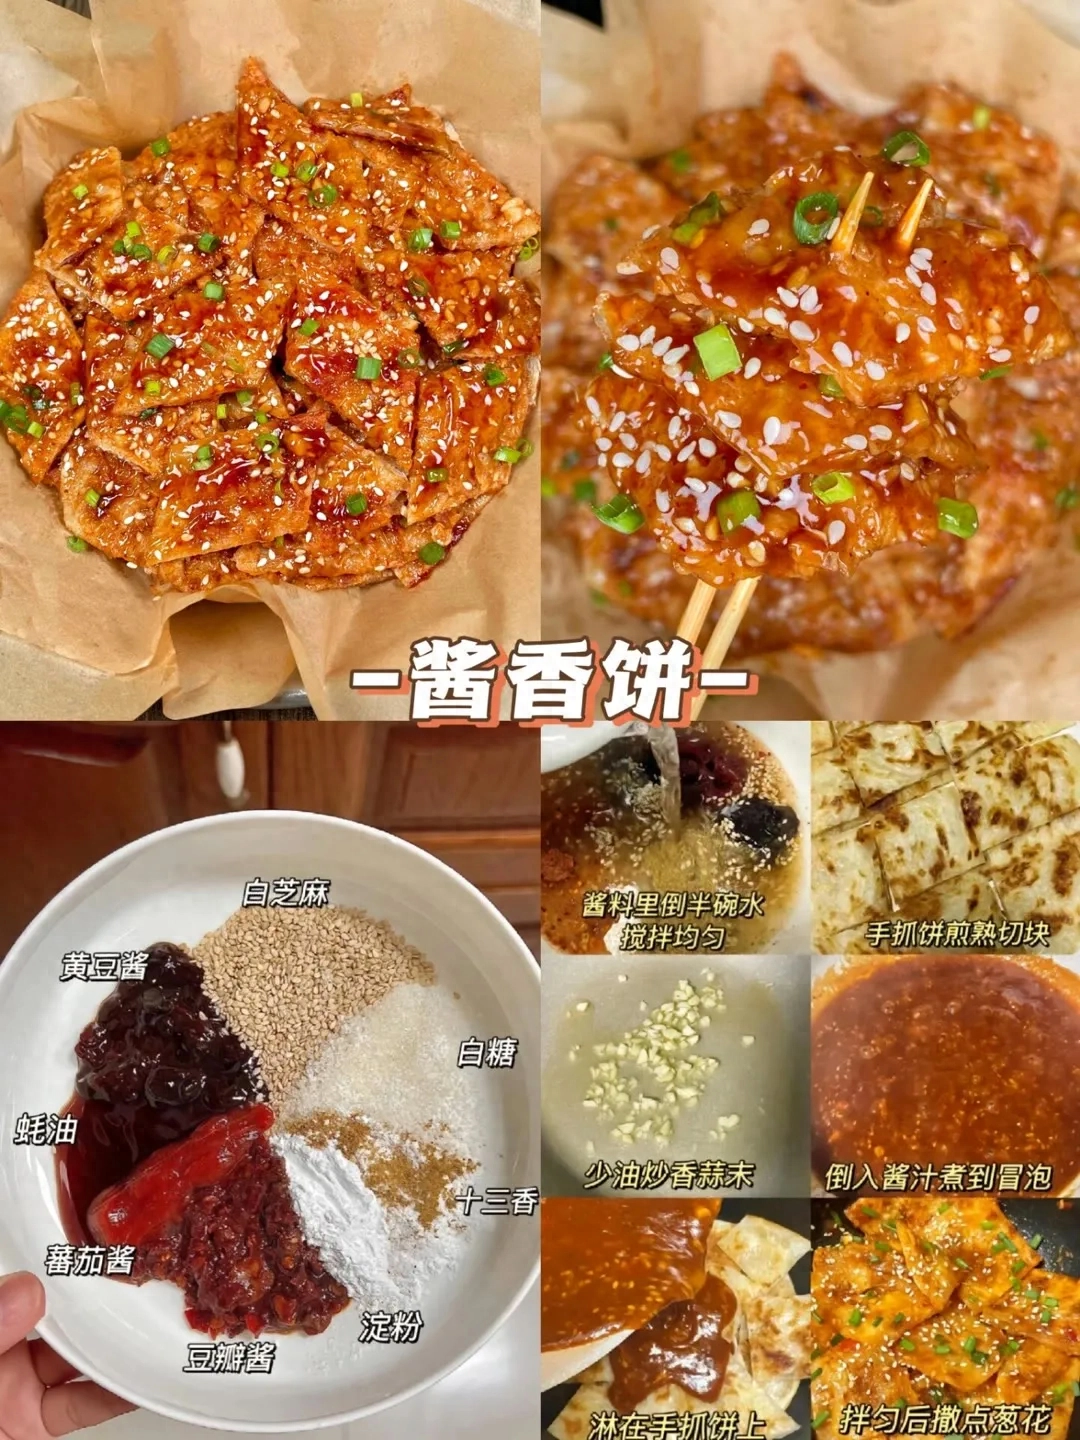 -酱香饼-
白芝麻
黄豆酱
白糖
蚝油
十三香
蕃茄酱
淀粉
豆瓣酱
酱料里倒半碗水
搅拌均匀
手抓饼煎熟切块
少油炒香蒜末
倒入酱汁煮到冒泡
淋在手抓饼上
拌匀后撒点葱花